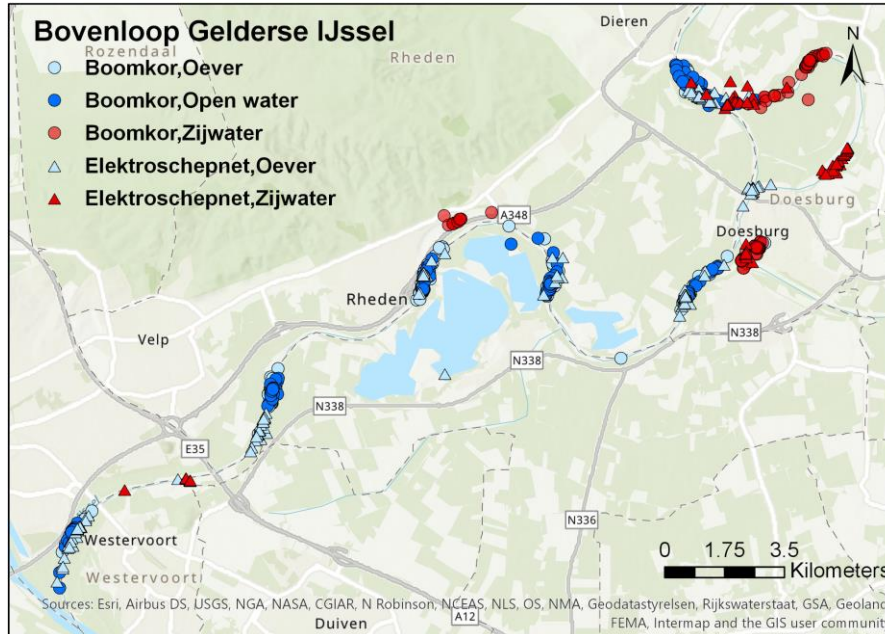 Bovenloop Gelderse IJssel
Rozendaal
Rheden
Dieren
N
Boomkor,Oever
Boomkor,Open water
Boomkor,Zijwater
Elektroschepnet,Oever
Elektroschepnet,Zijwater
A348
Doesburg
Doesburg
Rheden
Velp
N338
N338
N338
E35
N336
Westervoort
Westervoort
0 1.75 3.5
Kilometers
Sources: Esri, Airbus DS, USGS, NGA, NASA, CGIAR, N Robinson, NCEAS, NLS, OS, NMA, Geodatastyrelsen, Rijkswaterstaat, GSA, Geoland
FEMA, Intermap and the GIS user communit
Duiven
A12